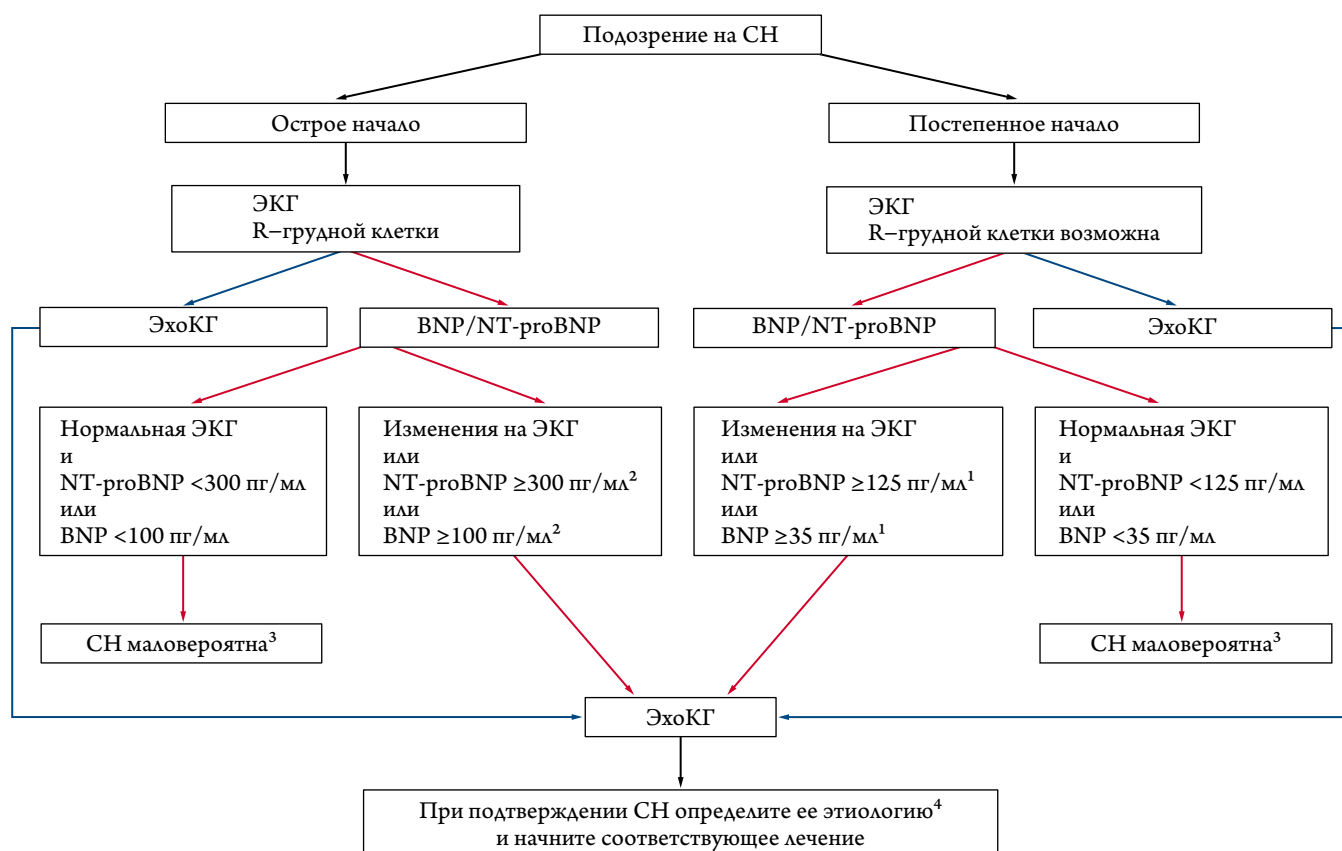 Подозрение на СН
Острое начало
Постепенное начало
ЭКГ
R–грудной клетки
ЭКГ
R–грудной клетки возможна
ЭхоКГ
BNP/NT-proBNP
BNP/NT-proBNP
ЭхоКГ
Нормальная ЭКГ
и
NT-proBNP <300 пг/мл
или
BNP <100 пг/мл
Изменения на ЭКГ
или
NT-proBNP ≥300 пг/мл²
или
BNP ≥100 пг/мл²
Изменения на ЭКГ
или
NT-proBNP ≥125 пг/мл¹
или
BNP ≥35 пг/мл¹
Нормальная ЭКГ
и
NT-proBNP <125 пг/мл
или
BNP <35 пг/мл
СН маловероятна³
СН маловероятна³
ЭхоКГ
При подтверждении СН определите ее этиологию⁴
и начните соответствующее лечение